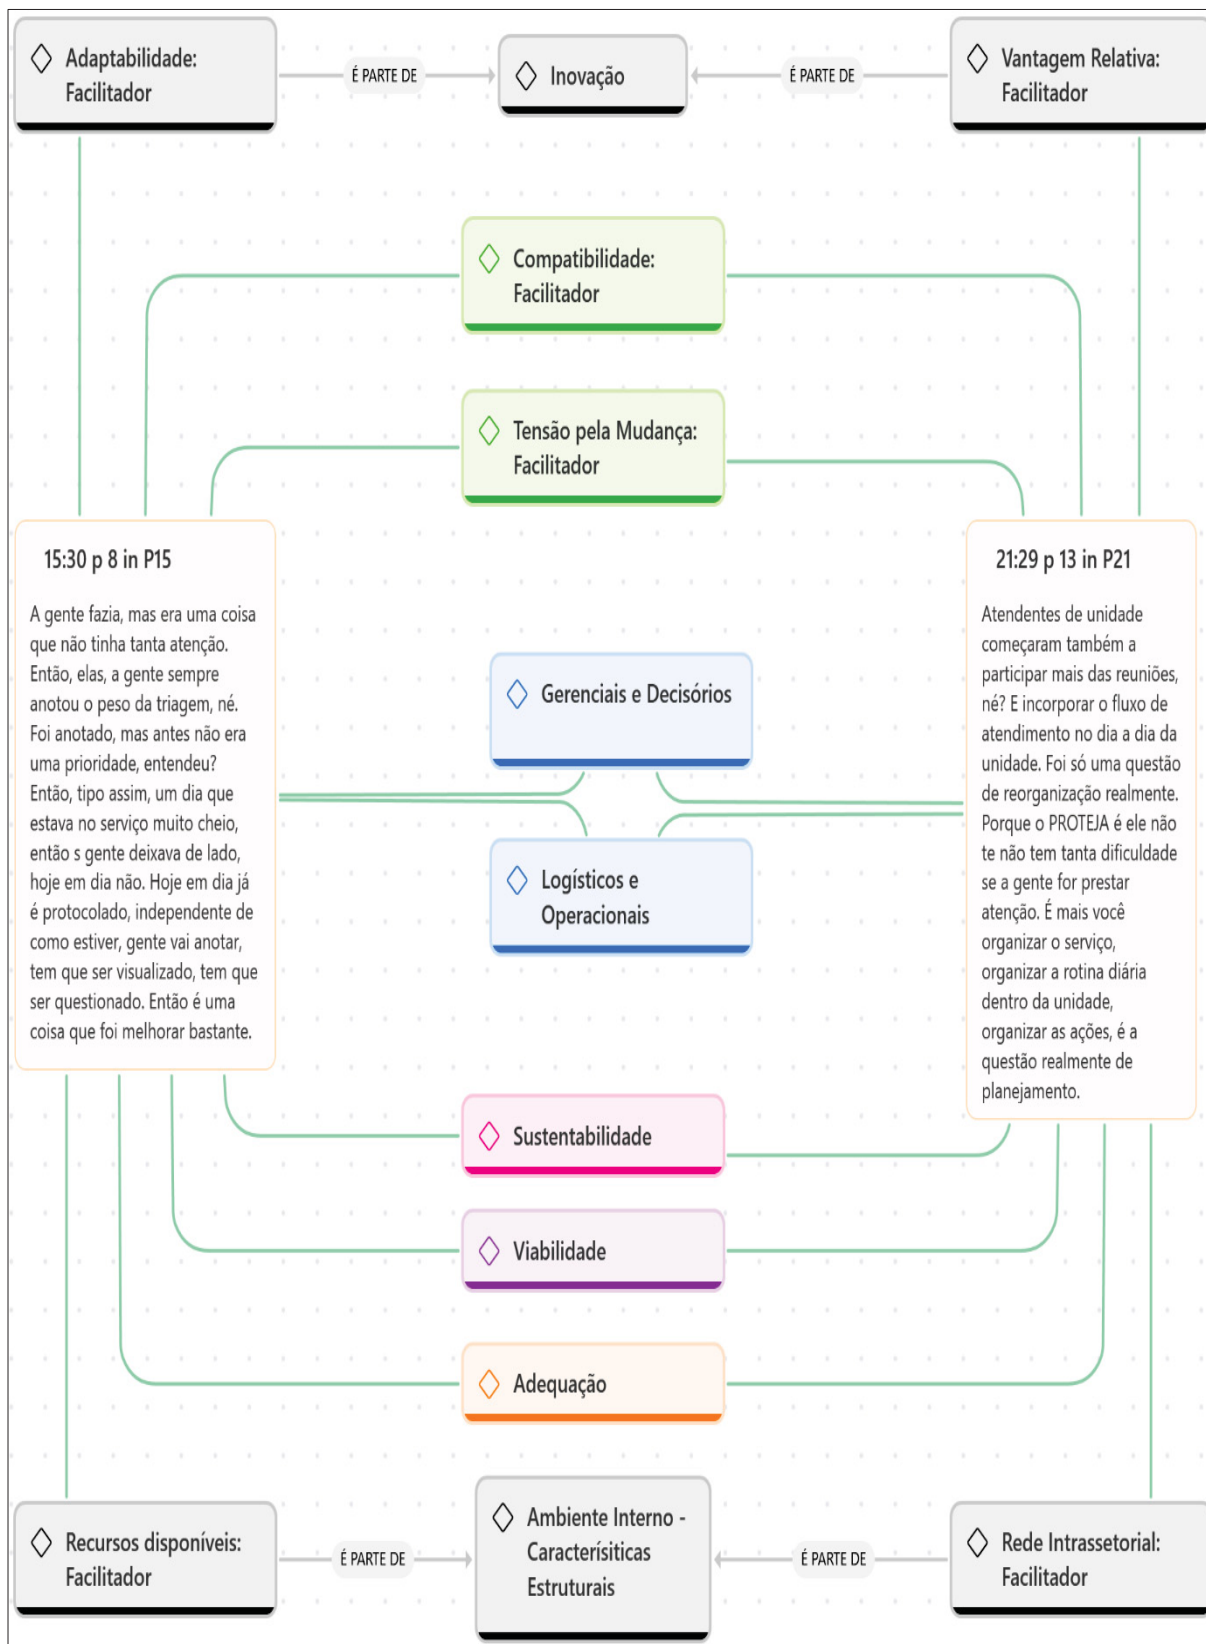 Adaptabilidade:
Facilitador
É PARTE DE
Inovação
É PARTE DE
Vantagem Relativa:
Facilitador
Compatibilidade:
Facilitador
Tensão pela Mudança:
Facilitador
15:30 p 8 in P15
A gente fazia, mas era uma coisa
que não tinha tanta atenção.
Então, elas, a gente sempre
anotou o peso da triagem, né.
Foi anotado, mas antes não era
uma prioridade, entendeu?
Então, tipo assim, um dia que
estava no serviço muito cheio,
então s gente deixava de lado,
hoje em dia não. Hoje em dia já
é protocolado, independente de
como estiver, gente vai anotar,
tem que ser visualizado, tem que
ser questionado. Então é uma
coisa que foi melhorar bastante.
Gerenciais e Decisórios
Logísticos e
Operacionais
21:29 p 13 in P21
Atendentes de unidade
começaram também a
participar mais das reuniões,
né? E incorporar o fluxo de
atendimento no dia a dia da
unidade. Foi só uma questão
de reorganização realmente.
Porque o PROTEJA é ele não
te não tem tanta dificuldade
se a gente for prestar
atenção. É mais você
organizar o serviço,
organizar a rotina diária
dentro da unidade,
organizar as ações, é a
questão realmente de
planejamento.
Sustentabilidade
Viabilidade
Adequação
Recursos disponíveis:
Facilitador
É PARTE DE
Ambiente Interno -
Caracterísiticas
Estruturais
É PARTE DE
Rede Intrassetorial:
Facilitador